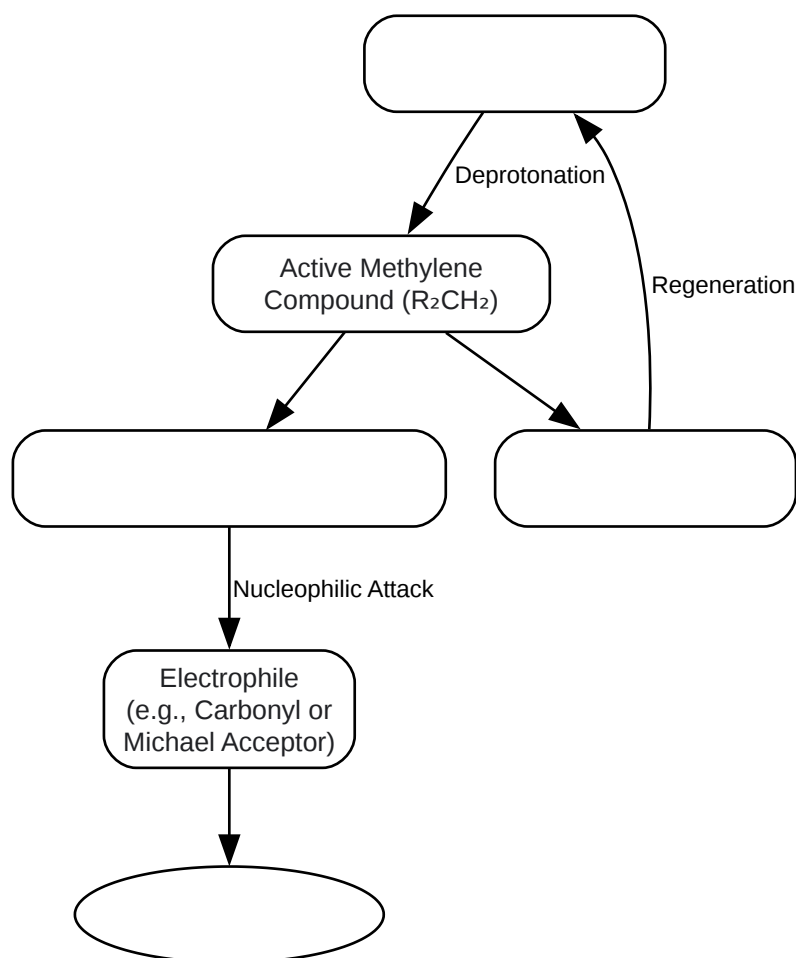 Deprotonation
Active Methylene
Compound (R₂CH₂)
Regeneration
Nucleophilic Attack
Electrophile
(e.g., Carbonyl or
Michael Acceptor)